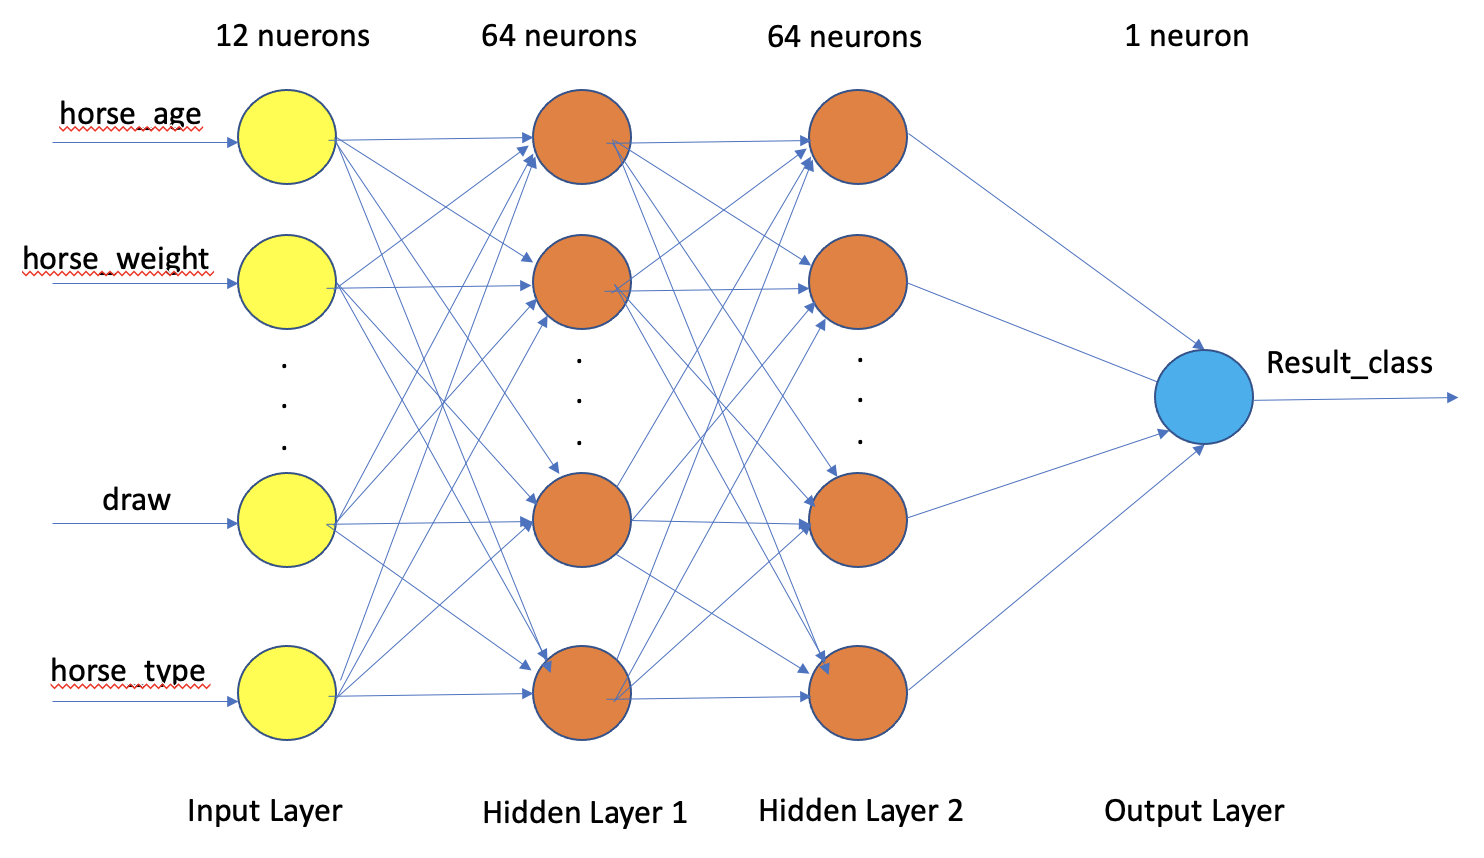 12 nuerons
64 neurons
64 neurons
1 neuron
horse_age
horse_weight
draw
horse_type
Result_class
Input Layer
Hidden Layer 1
Hidden Layer 2
Output Layer